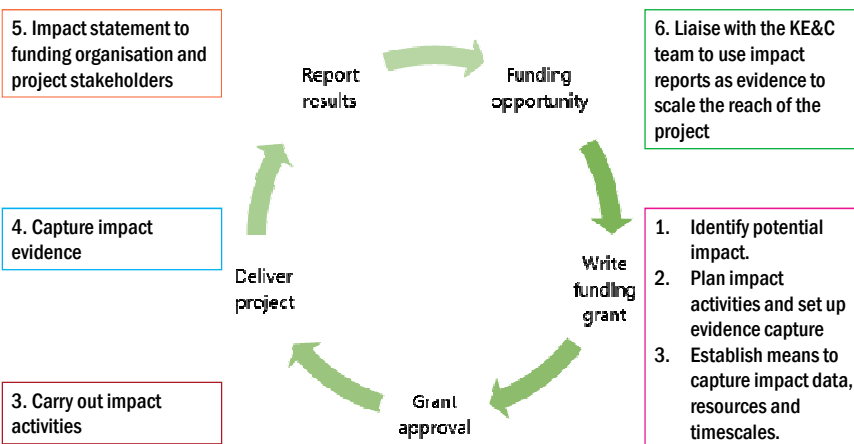 5. Impact statement to
funding organisation and
project stakeholders
Report
results
Funding
opportunity
6. Liaise with the KE&C
team to use impact
reports as evidence to
scale the reach of the
project
4. Capture impact
evidence
Deliver
project
Write
funding
grant
1. Identify potential
impact.
2. Plan impact
activities and set up
evidence capture
3. Establish means to
capture impact data,
resources and
timescales.
3. Carry out impact
activities
Grant
approval